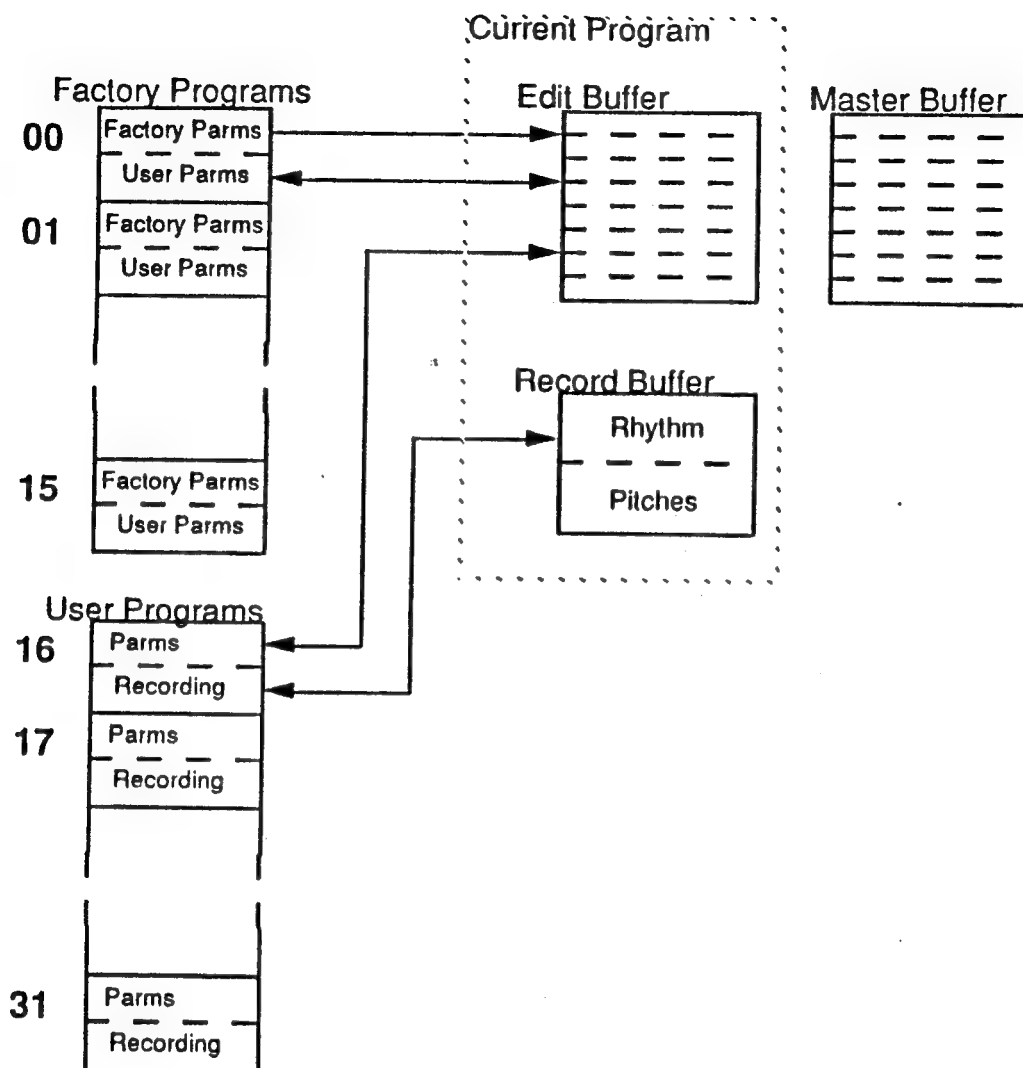 Current Program
Factory Programs
Edit Buffer
Master Buffer
00
Factory Parms
User Parms
01
Factory Parms
User Parms
15
Factory Parms
User Parms
Record Buffer
Rhythm
Pitches
User Programs
16
Parms
Recording
17
Parms
Recording
31
Parms
Recording